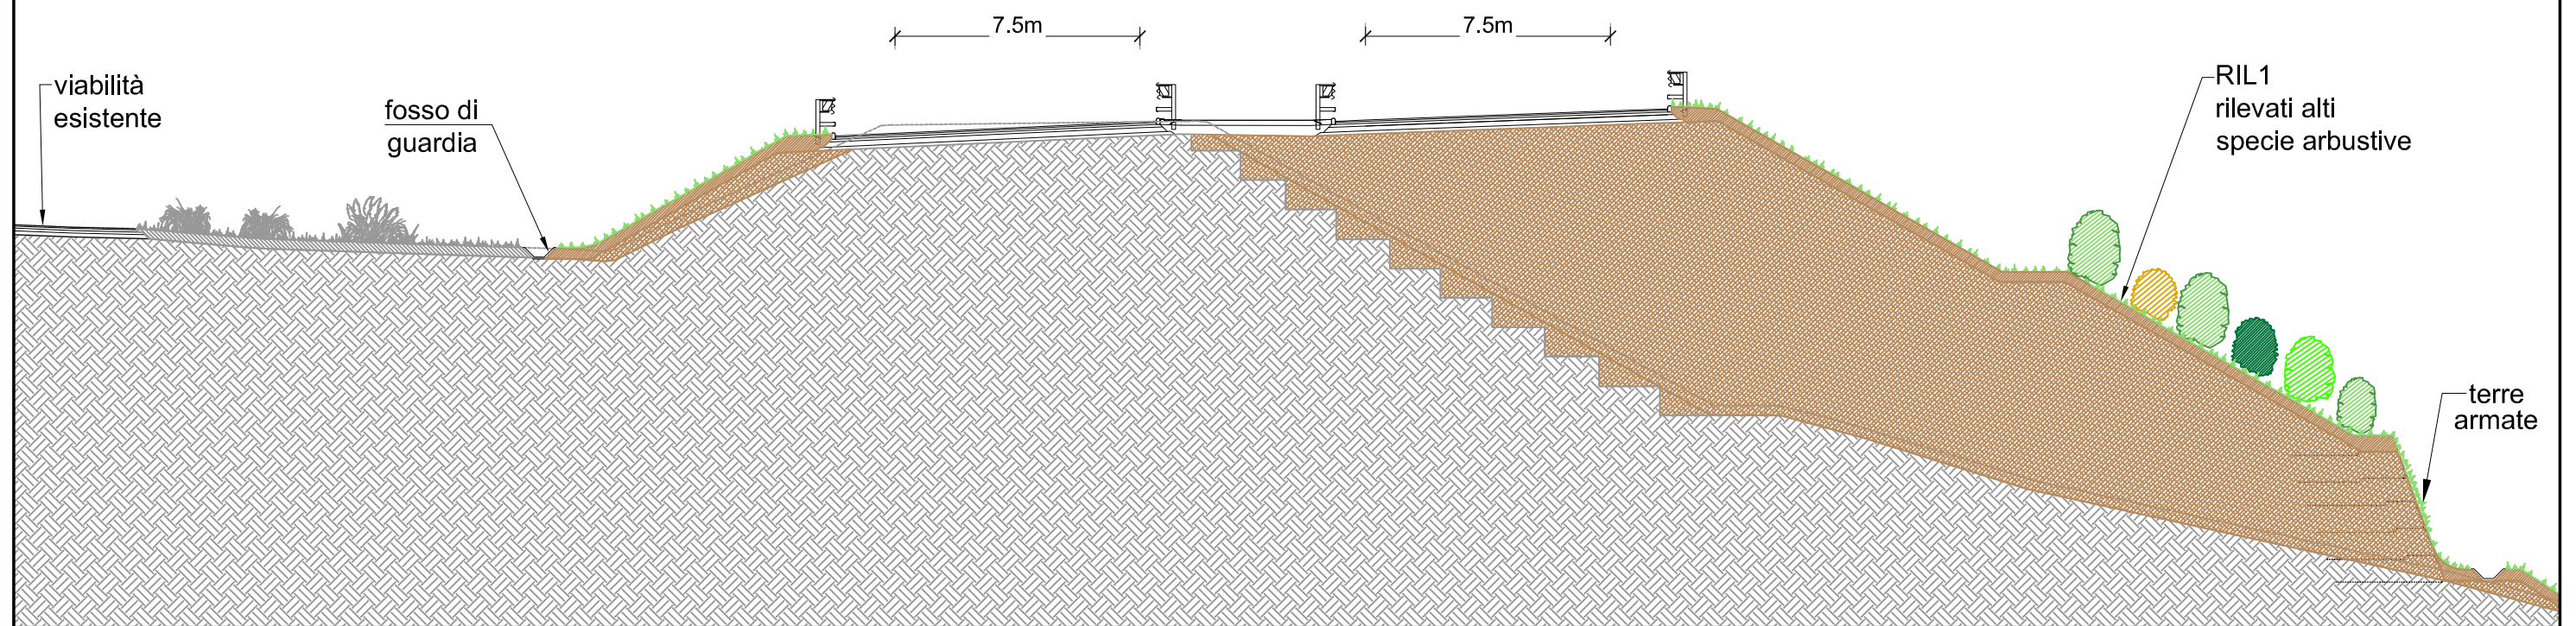 7.5m
7.5m
viabilità
esistente
fosso di
guardia
RIL1
rilevati alti
specie arbustive
terre
armate